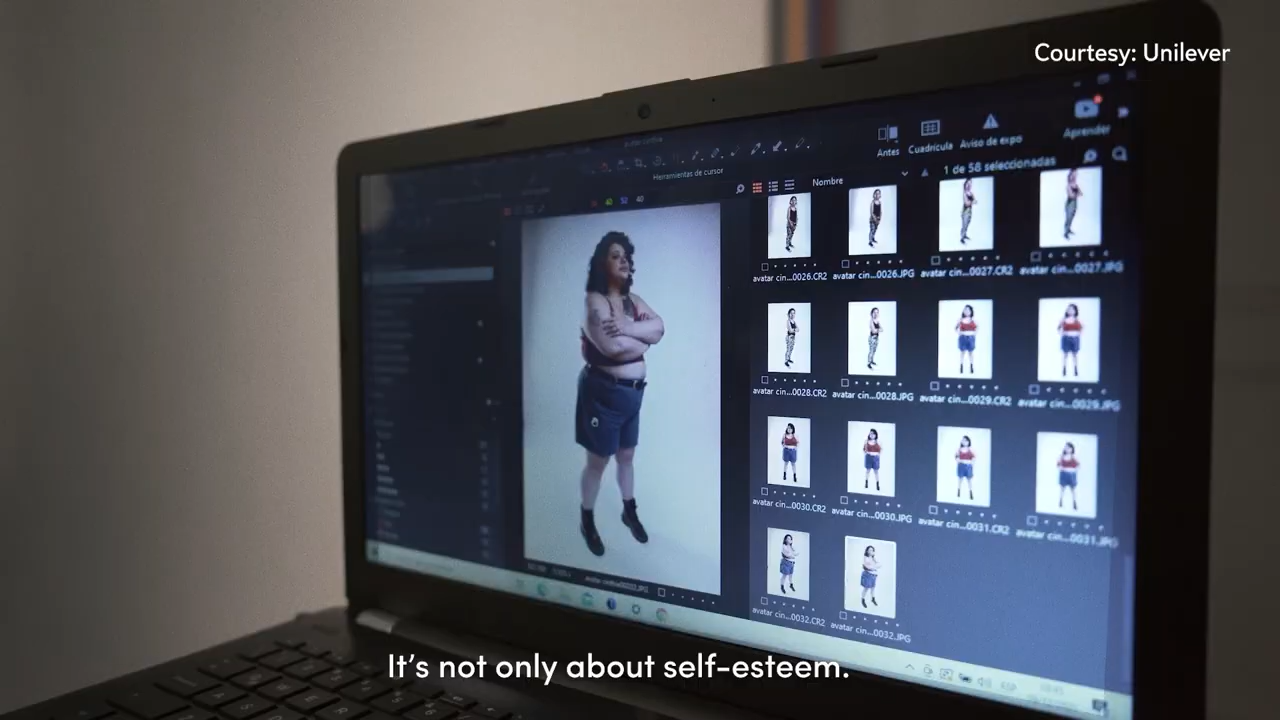 Courtesy: Unilever
Antes
Cuadrícula
Aviso de expo
Aprender
Herramientas de cursor
1 de 58 seleccionadas
Nombre
avatar cin...0026.CR2
avatar cin...0026.JPG
avatar cin...0027.CR2
avatar cin...0027.JPG
avatar cin...0028.CR2
avatar cin...0028.JPG
avatar cin...0029.CR2
avatar cin...0029.JPG
avatar cin...0030.CR2
avatar cin...0030.JPG
avatar cin...0031.CR2
avatar cin...0031.JPG
avatar cin...0032.CR2
avatar cin...0032.JPG
ESP
It's not only about self-esteem.